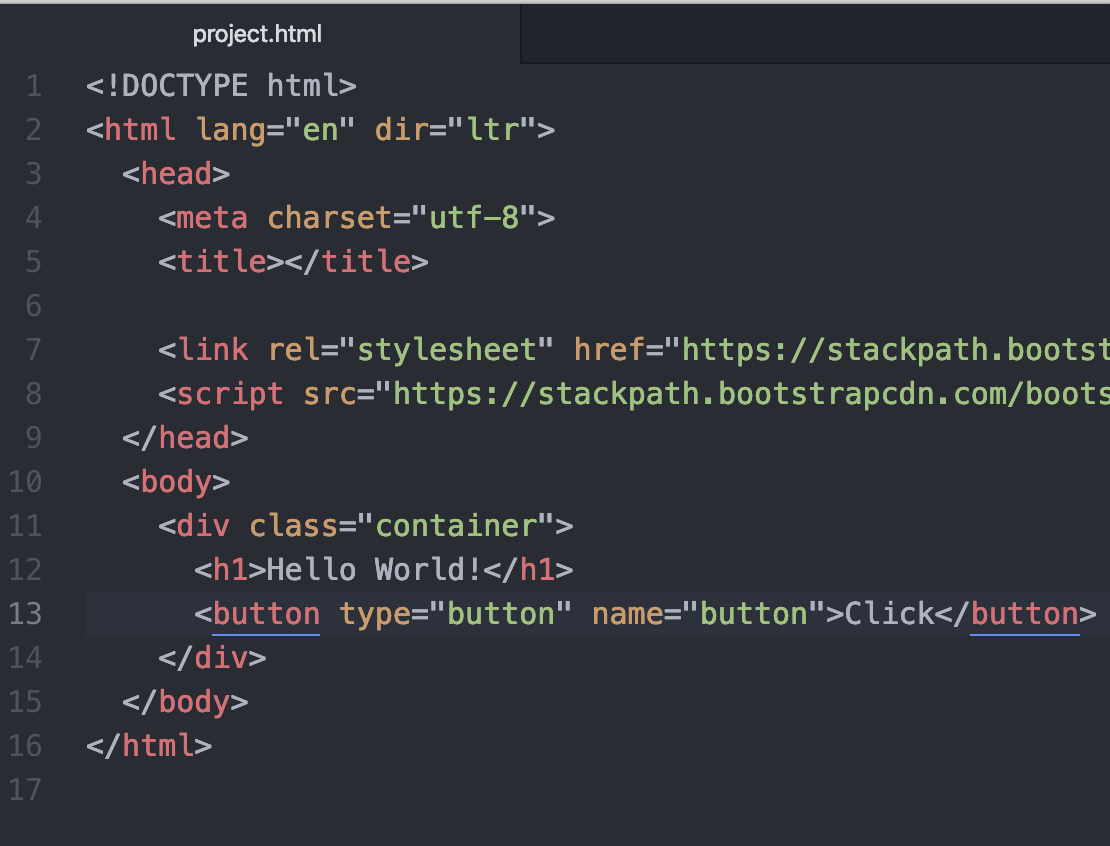 project.html
1 <!DOCTYPE html>
2 <html lang="en" dir="ltr">
3   <head>
4     <meta charset="utf-8">
5     <title></title>
6
7     <link rel="stylesheet" href="https://stackpath.bootst
8     <script src="https://stackpath.bootstrapcdn.com/boots
9   </head>
10   <body>
11     <div class="container">
12       <h1>Hello World!</h1>
13       <button type="button" name="button">Click</button>
14     </div>
15   </body>
16 </html>
17